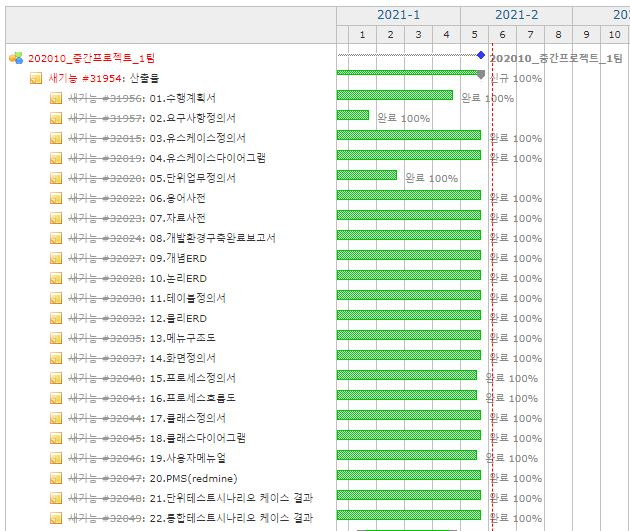 2021-1 2021-2 202
1 2 3 4 5 6 7 8 9 10
202010_중간프로젝트_1팀 202010_중간프로젝트_1팀
새기능 #31954: 산출물 신규 100%
새기능 #31956: 01.수행계획서 완료 100%
새기능 #31957: 02.요구사항정의서 완료 100%
새기능 #32015: 03.유스케이스정의서 완료 100%
새기능 #32019: 04.유스케이스다이어그램 완료 100%
새기능 #32020: 05.단위업무정의서 완료 100%
새기능 #32022: 06.용어사전 완료 100%
새기능 #32023: 07.자료사전 완료 100%
새기능 #32024: 08.개발환경구축완료보고서 완료 100%
새기능 #32027: 09.개념ERD 완료 100%
새기능 #32028: 10.논리ERD 완료 100%
새기능 #32030: 11.테이블정의서 완료 100%
새기능 #32032: 12.물리ERD 완료 100%
새기능 #32035: 13.메뉴구조도 완료 100%
새기능 #32037: 14.화면정의서 완료 100%
새기능 #32040: 15.프로세스정의서 완료 100%
새기능 #32041: 16.프로세스흐름도 완료 100%
새기능 #32044: 17.클래스정의서 완료 100%
새기능 #32045: 18.클래스다이어그램 완료 100%
새기능 #32046: 19.사용자메뉴얼 완료 100%
새기능 #32047: 20.PMS(redmine) 완료 100%
새기능 #32048: 21.단위테스트시나리오 케이스 결과 완료 100%
새기능 #32049: 22.통합테스트시나리오 케이스 결과 완료 100%